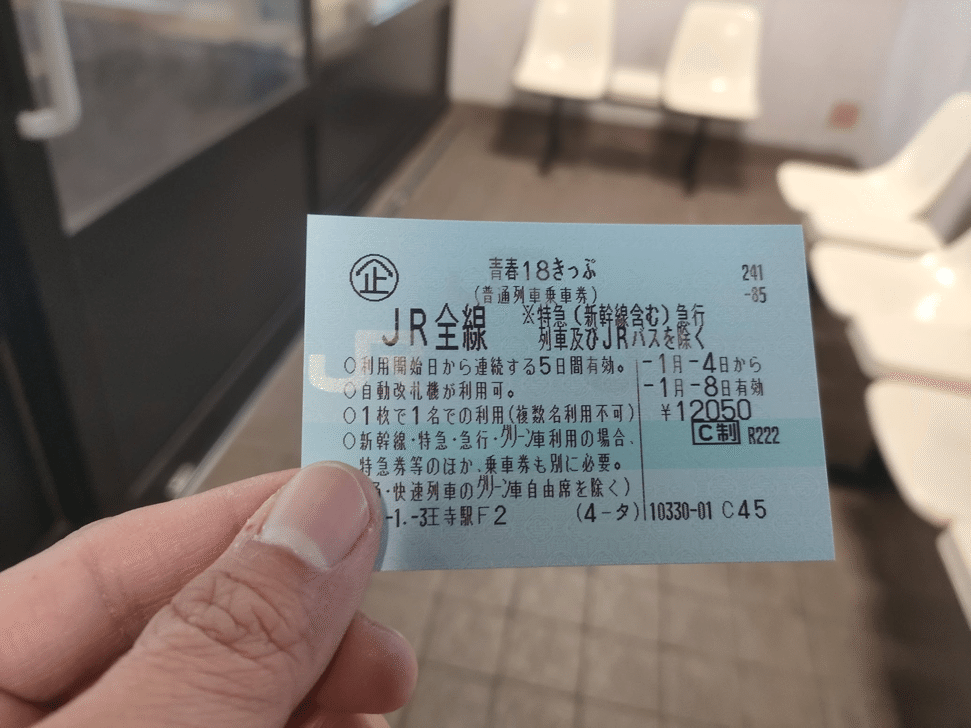 企
青春18きっぷ
241
(普通列車乗車券)
-85
JR全線
※特急(新幹線含む)急行
列車及びJRバスを除く
○利用開始日から連続する5日間有効。
-1月-4日から
○自動改札機が利用可。
-1月-8日有効
○1枚で1名での利用(複数名利用不可)
¥12050
○新幹線・特急・急行・グリーン車利用の場合、
C制 R222
特急券等のほか、乗車券も別に必要。
・快速列車のグリーン車自由席を除く)
-1.-3王寺駅F2
(4-タ)
10330-01 C45